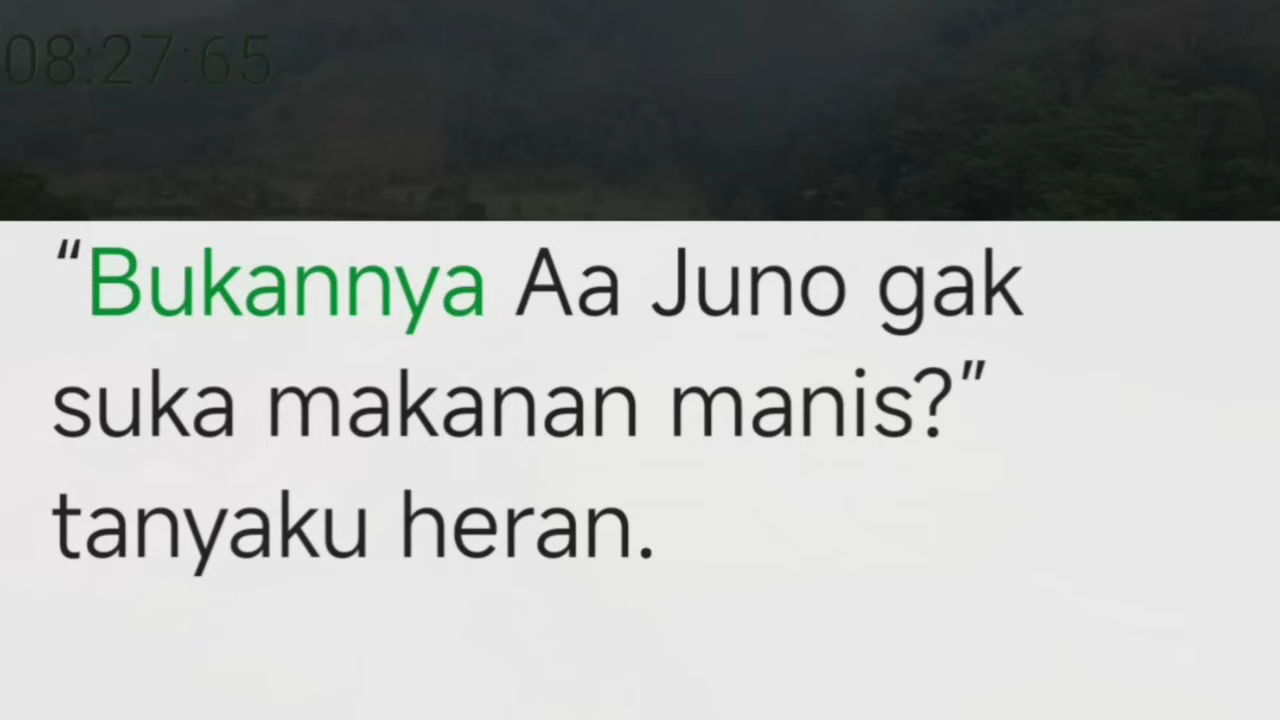 08:27:65
“Bukannya Aa Juno gak
suka makanan manis?”
tanyaku heran.